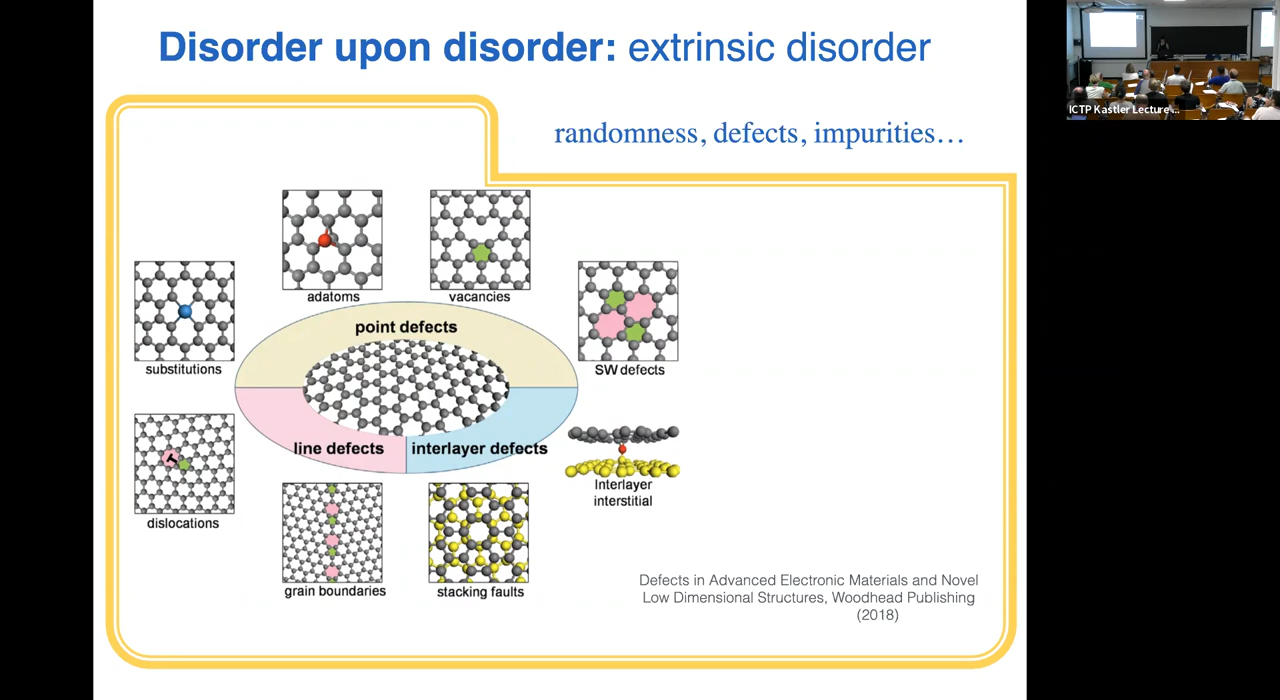 Disorder upon disorder: extrinsic disorder
randomness, defects, impurities…
adatoms
vacancies
substitutions
SW defects
point defects
line defects
interlayer defects
dislocations
Interlayer
interstitial
grain boundaries
stacking faults
Defects in Advanced Electronic Materials and Novel
Low Dimensional Structures, Woodhead Publishing
(2018)
ICTP Kastler Lecture ...